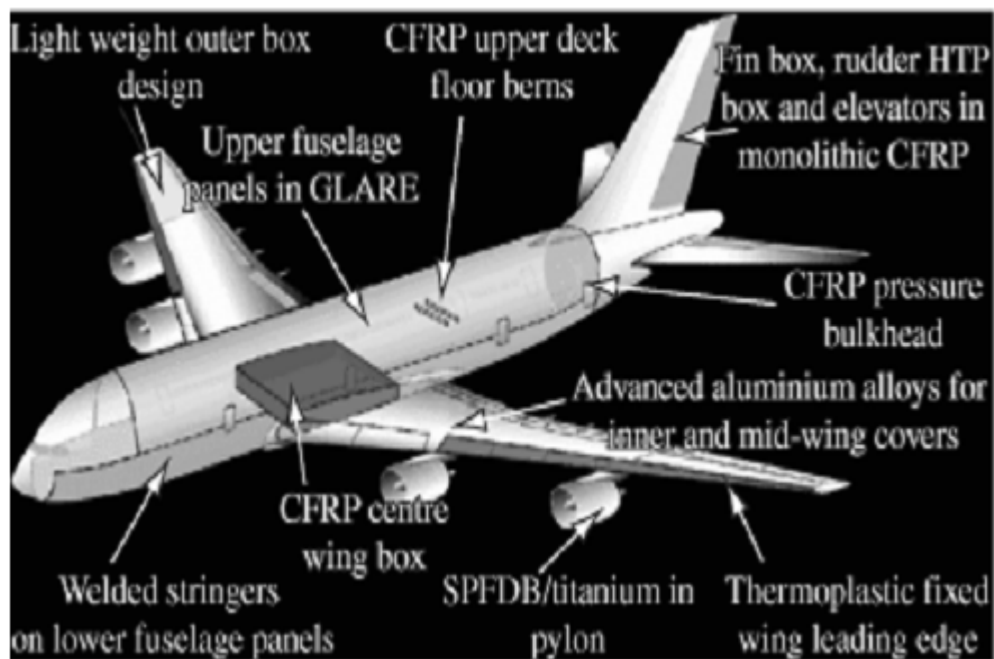 Light weight outer box
design
CFRP upper deck
floor berns
Fin box, rudder HTP
box and elevators in
monolithic CFRP
Upper fuselage
panels in GLARE
CFRP pressure
bulkhead
Advanced aluminium alloys for
inner and mid-wing covers
CFRP centre
wing box
Welded stringers
on lower fuselage panels
SPFDB/titanium in
pylon
Thermoplastic fixed
wing leading edge